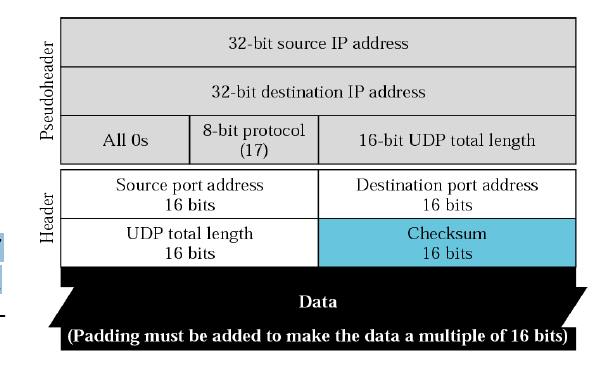 Pseudoheader
32-bit source IP address
32-bit destination IP address
All 0s
8-bit protocol
(17)
16-bit UDP total length
Header
Source port address
16 bits
Destination port address
16 bits
UDP total length
16 bits
Checksum
16 bits
Data
(Padding must be added to make the data a multiple of 16 bits)